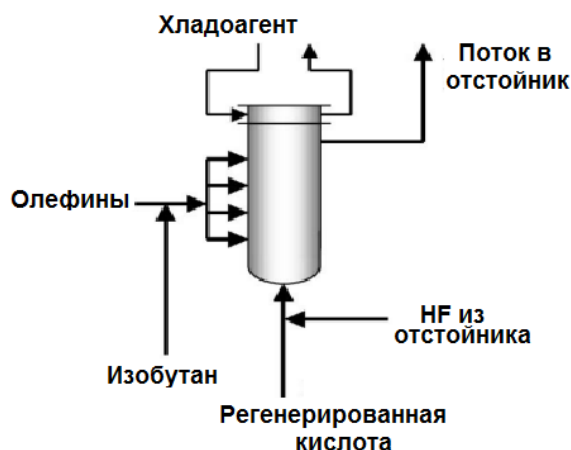 Хладоагент
Поток в
отстойник
Олефины
HF из
отстойника
Изобутан
Регенерированная
кислота